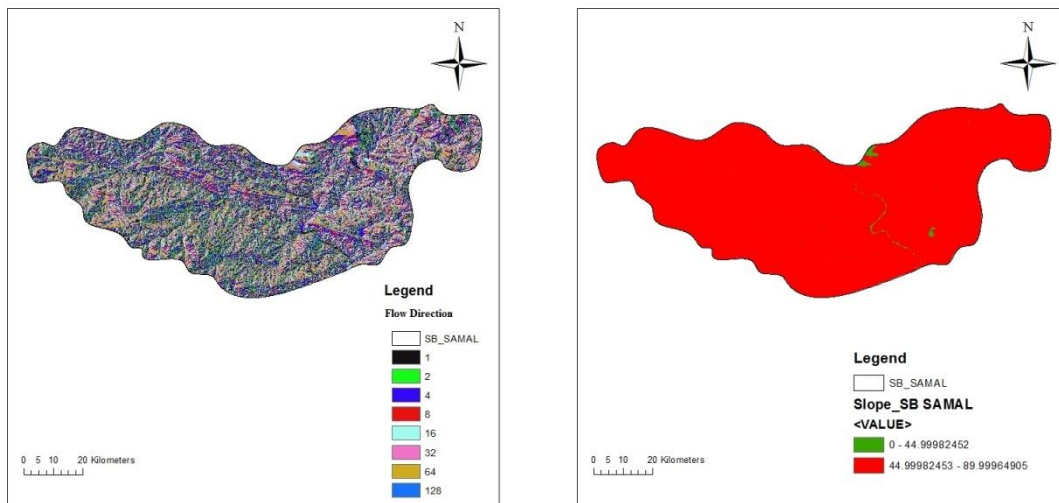 N
Legend
Flow Direction
SB_SAMAL
1
2
4
8
16
32
64
128
0 5 10 20 Kilometers
N
Legend
SB_SAMAL
Slope_SB SAMAL
<VALUE>
0 - 44.99982452
44.99982453 - 89.99964905
0 5 10 20 Kilometers